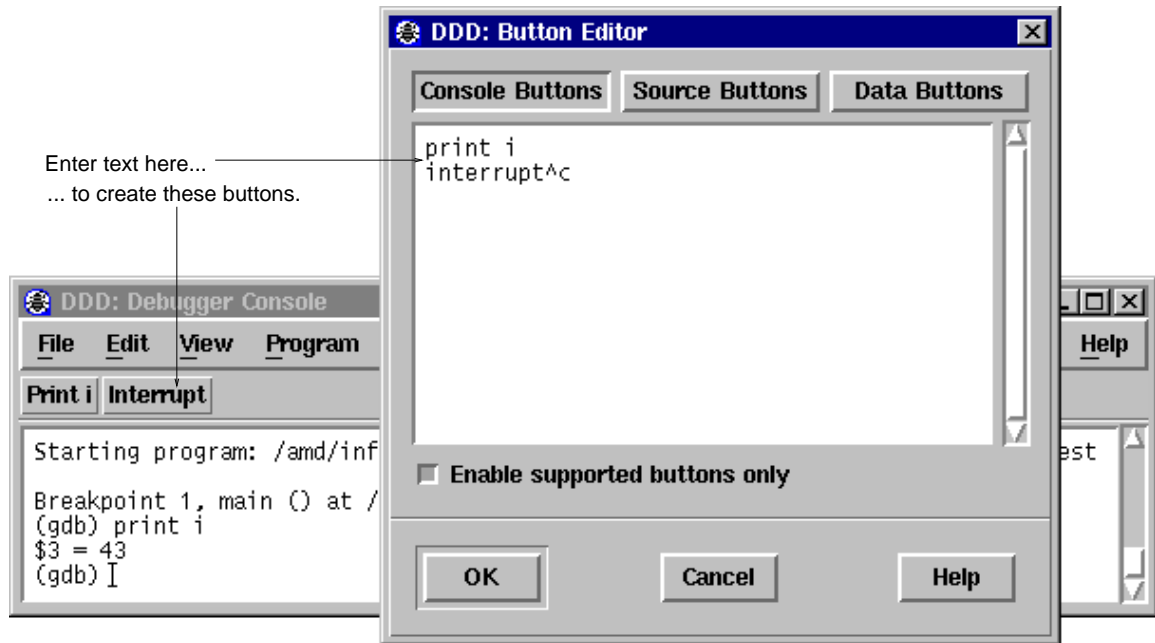 DDD: Button Editor
Console Buttons Source Buttons Data Buttons
print i
interrupt^c
Enable supported buttons only
OK Cancel Help
Enter text here...
... to create these buttons.
DDD: Debugger Console
File Edit View Program Help
Print i Interrupt
Starting program: /amd/inf est
Breakpoint 1, main () at /
(gdb) print i
$3 = 43
(gdb)